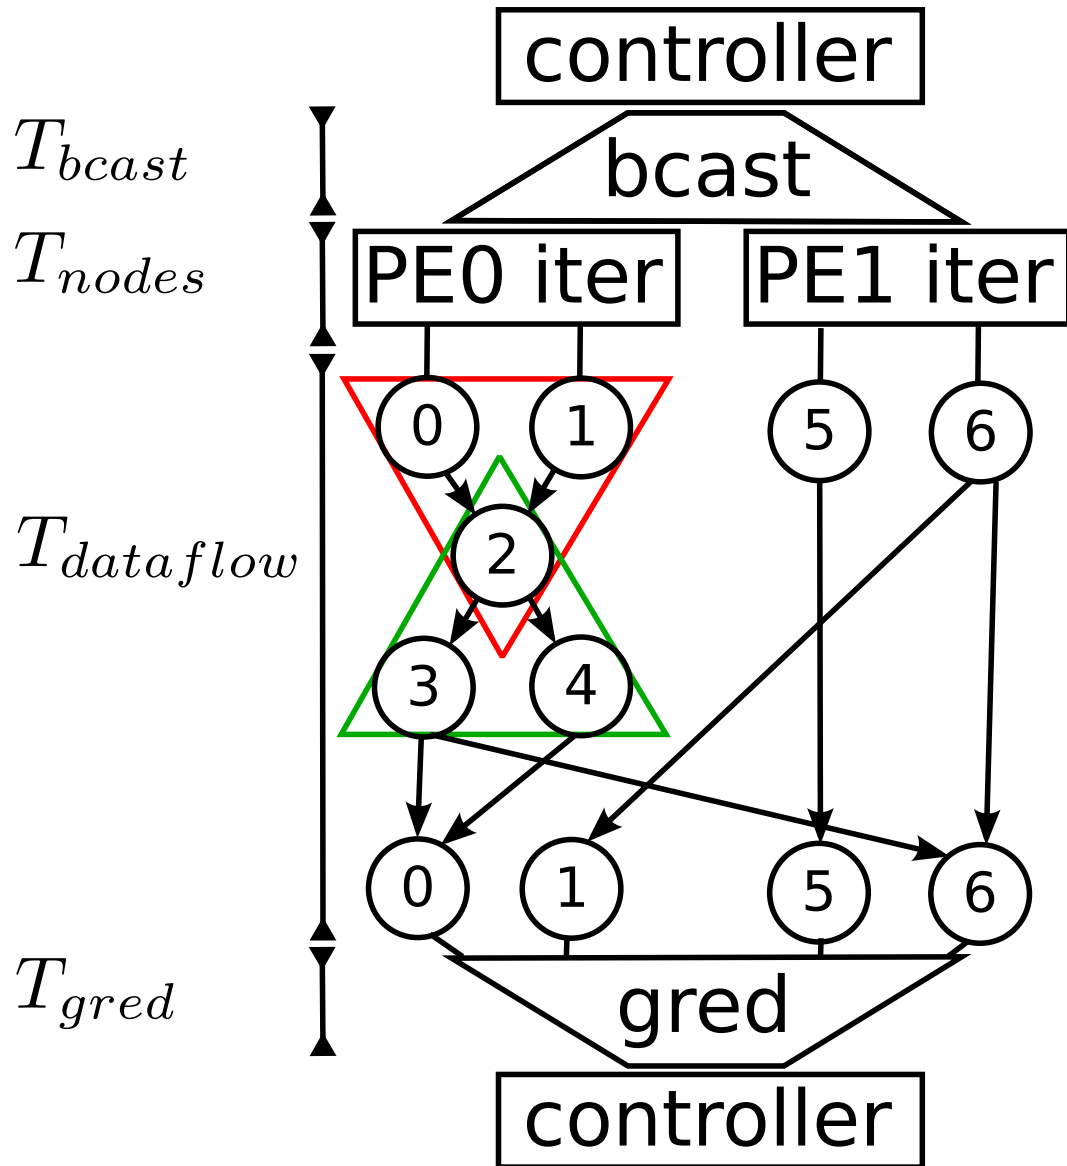 controller
T_bcast
bcast
T_nodes
PE0 iter
PE1 iter
0
1
5
6
2
T_dataflow
3
4
0
1
5
6
T_gred
gred
controller